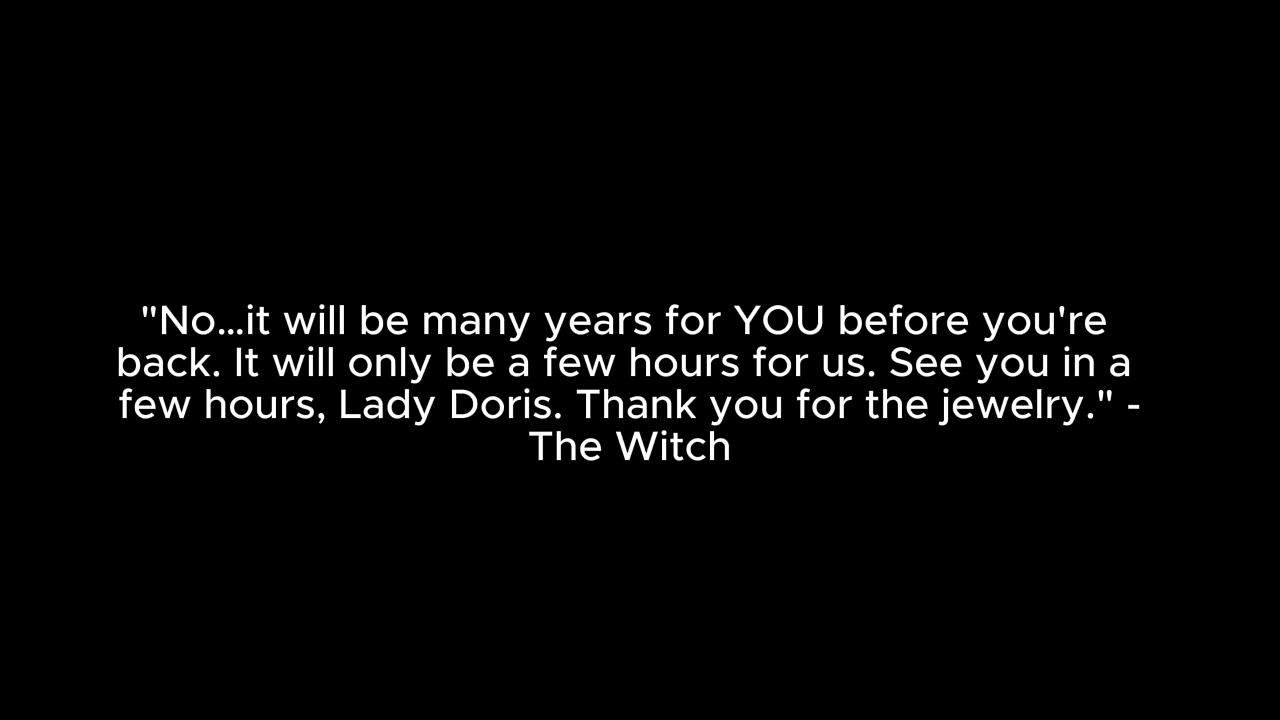 "No...it will be many years for YOU before you're
back. It will only be a few hours for us. See you in a
few hours, Lady Doris. Thank you for the jewelry." -
The Witch